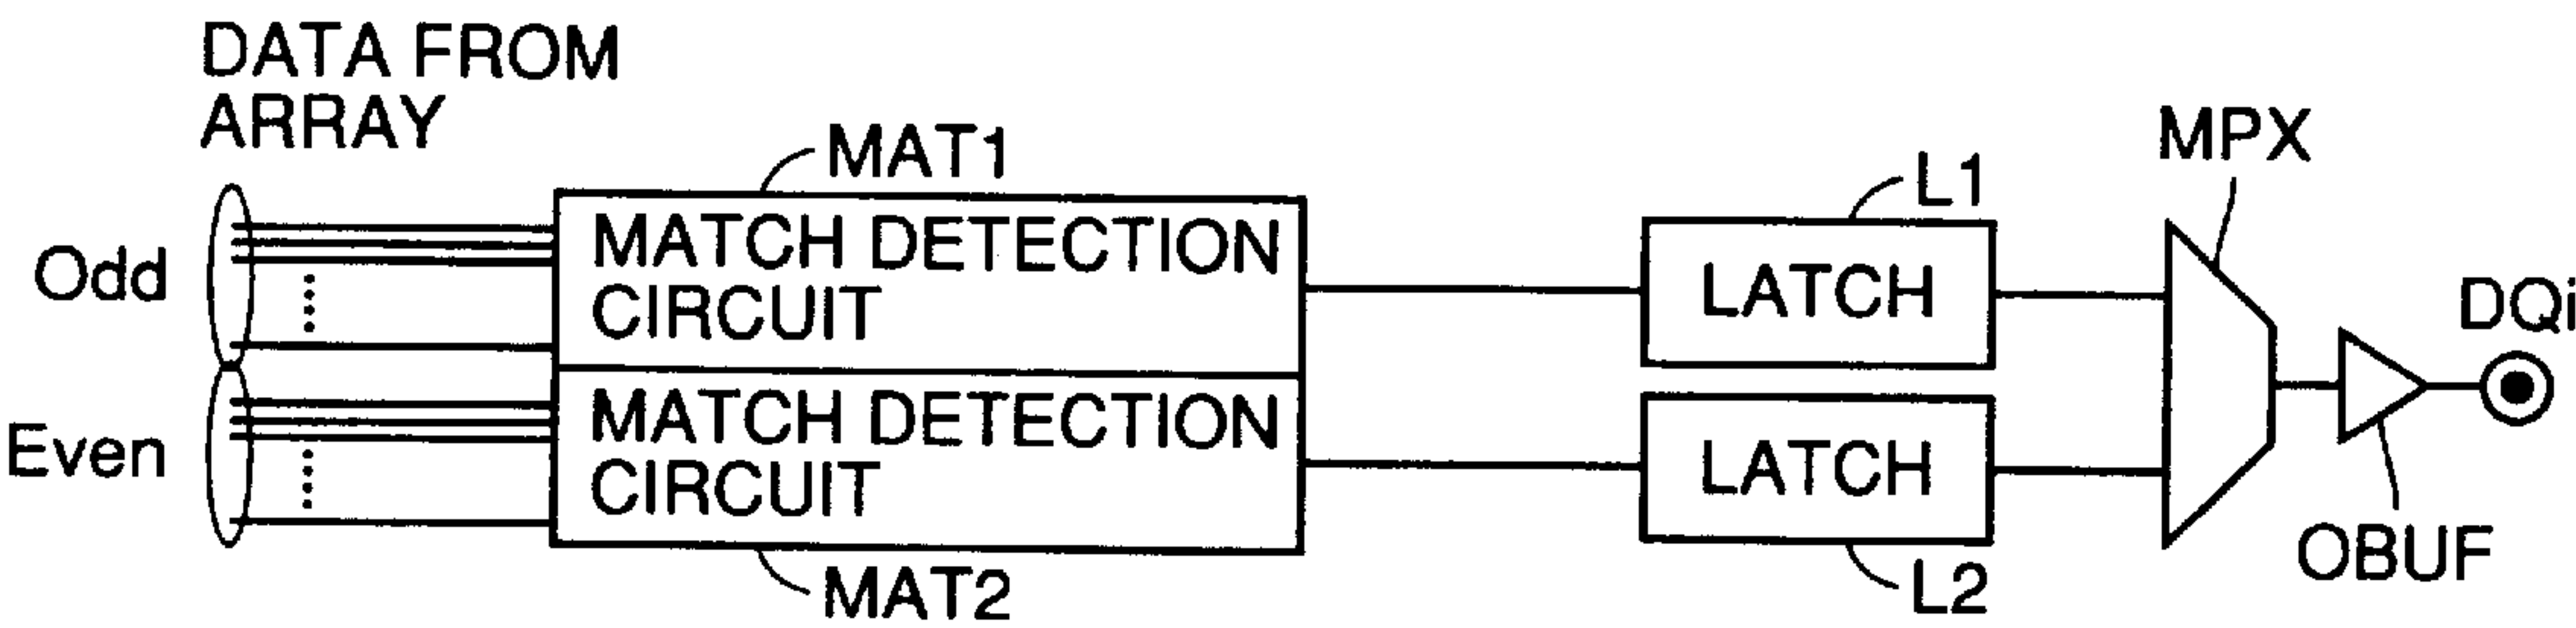 DATA FROM
ARRAY
MAT1
MPX
L1
Odd
MATCH DETECTION
CIRCUIT
LATCH
DQi
Even
MATCH DETECTION
CIRCUIT
LATCH
OBUF
MAT2
L2